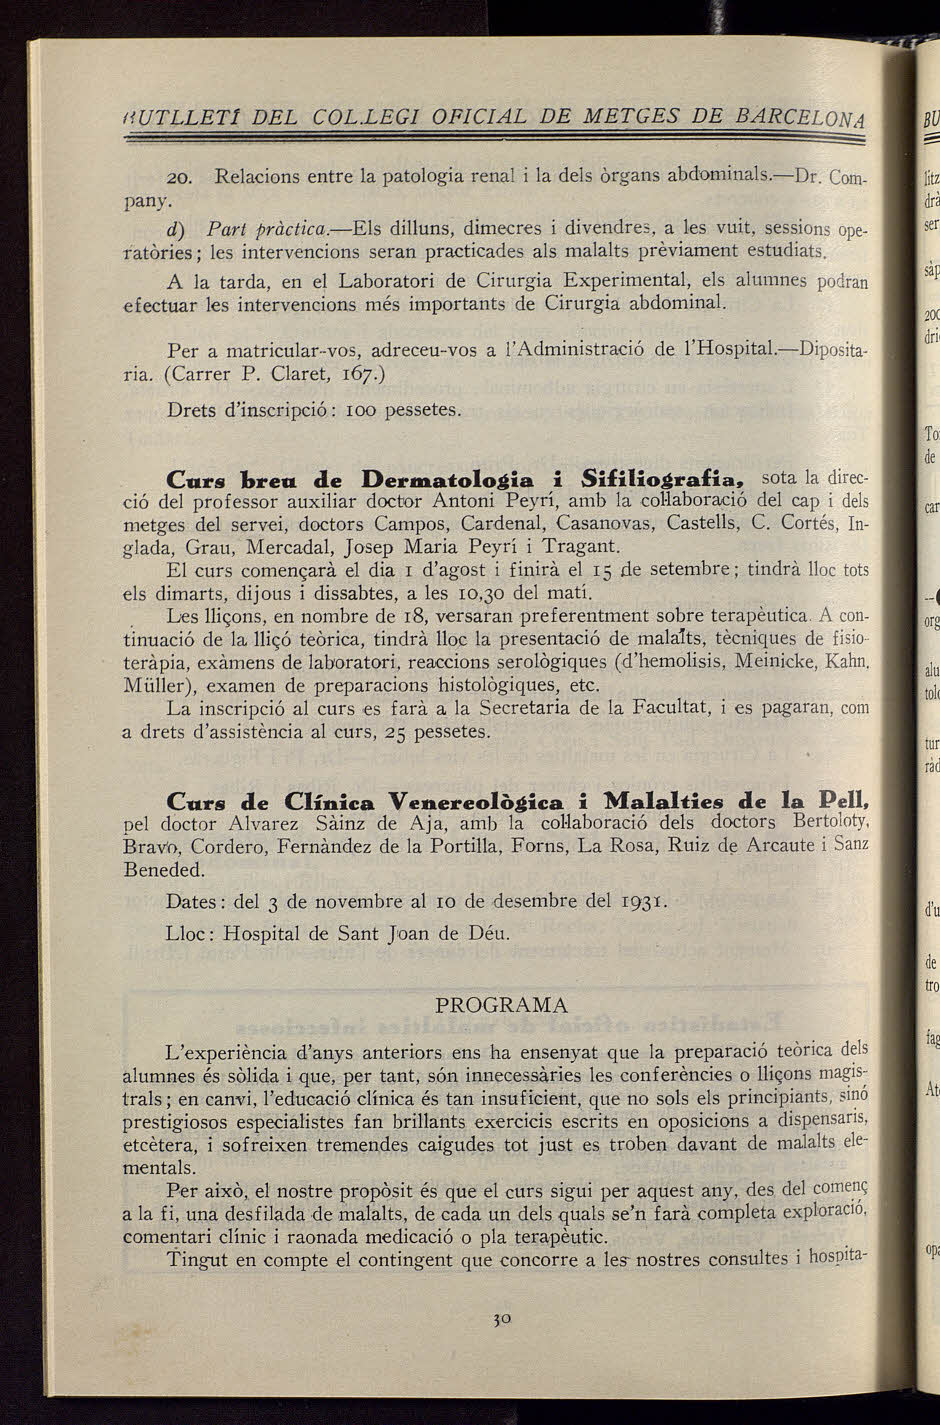 BUTLLETÍ DEL COL.LEGI OFICIAL DE METGES DE BARCELONA
20. Relacions entre la patologia renal i la dels òrgans abdominals.—Dr. Com-
pany.
d) Part pràctica.—Els dilluns, dimecres i divendres, a les vuit, sessions ope-
ratòries; les intervencions seran practicades als malalts prèviament estudiats.
A la tarda, en el Laboratori de Cirurgia Experimental, els alumnes podran
efectuar les intervencions més importants de Cirurgia abdominal.
Per a matricular-vos, adreceu-vos a l'Administració de l'Hospital.—Diposita-
ria. (Carrer P. Claret, 167.)
Drets d'inscripció: 100 pessetes.
Curs breu de Dermatologia i Sifiliografia, sota la direc-
ció del professor auxiliar doctor Antoni Peyrí, amb la col·laboració del cap i dels
metges del servei, doctors Campos, Cardenal, Casanovas, Castells, C. Cortés, In-
glada, Grau, Mercadal, Josep Maria Peyrí i Tragant.
El curs començarà el dia 1 d'agost i finirà el 15 de setembre; tindrà lloc tots
els dimarts, dijous i dissabtes, a les 10,30 del matí.
Les lliçons, en nombre de 18, versaran preferentment sobre terapèutica. A con-
tinuació de la lliçó teòrica, tindrà lloc la presentació de malalts, tècniques de fisio-
teràpia, exàmens de laboratori, reaccions serològiques (d'hemolisis, Meinicke, Kahn,
Müller), examen de preparacions histològiques, etc.
La inscripció al curs es farà a la Secretaria de la Facultat, i es pagaran, com
a drets d'assistència al curs, 25 pessetes.
Curs de Clínica Venereològica i Malalties de la Pell,
pel doctor Alvarez Sàinz de Aja, amb la col·laboració dels doctors Bertoloty,
Bravo, Cordero, Fernàndez de la Portilla, Forns, La Rosa, Ruiz de Arcaute i Sanz
Beneded.
Dates: del 3 de novembre al 10 de desembre del 1931.
Lloc: Hospital de Sant Joan de Déu.
PROGRAMA
L'experiència d'anys anteriors ens ha ensenyat que la preparació teòrica dels
alumnes és sòlida i que, per tant, són innecessàries les conferències o lliçons magis-
trals; en canvi, l'educació clínica és tan insuficient, que no sols els principiants, sinó
prestigiosos especialistes fan brillants exercicis escrits en oposicions a dispensaris,
etcètera, i sofreixen tremendes caigudes tot just es troben davant de malalts ele-
mentals.
Per això, el nostre propòsit és que el curs sigui per aquest any, des del començ
a la fi, una desfilada de malalts, de cada un dels quals se'n farà completa exploració,
comentari clínic i raonada medicació o pla terapèutic.
Tingut en compte el contingent que concorre a les nostres consultes i hospita-
30